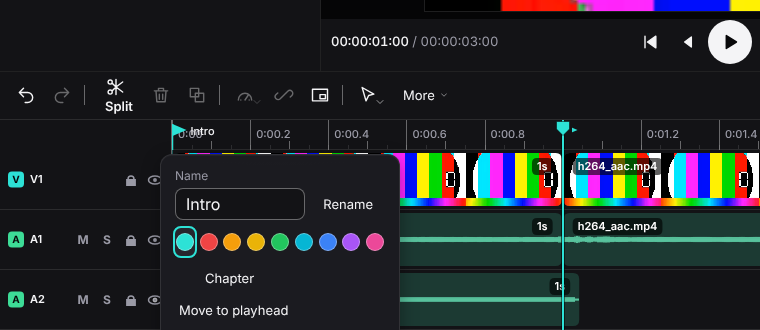 00:00:01:00 / 00:00:03:00
Split
More
Intro
0:00 0:00.2 0:00.4 0:00.6 0:00.8 0:01.2 0:01.4
V V1 1s h264_aac.mp4
Name
Intro Rename
A A1 M S 1s h264_aac.mp4
Chapter
A A2 M S 1s
Move to playhead